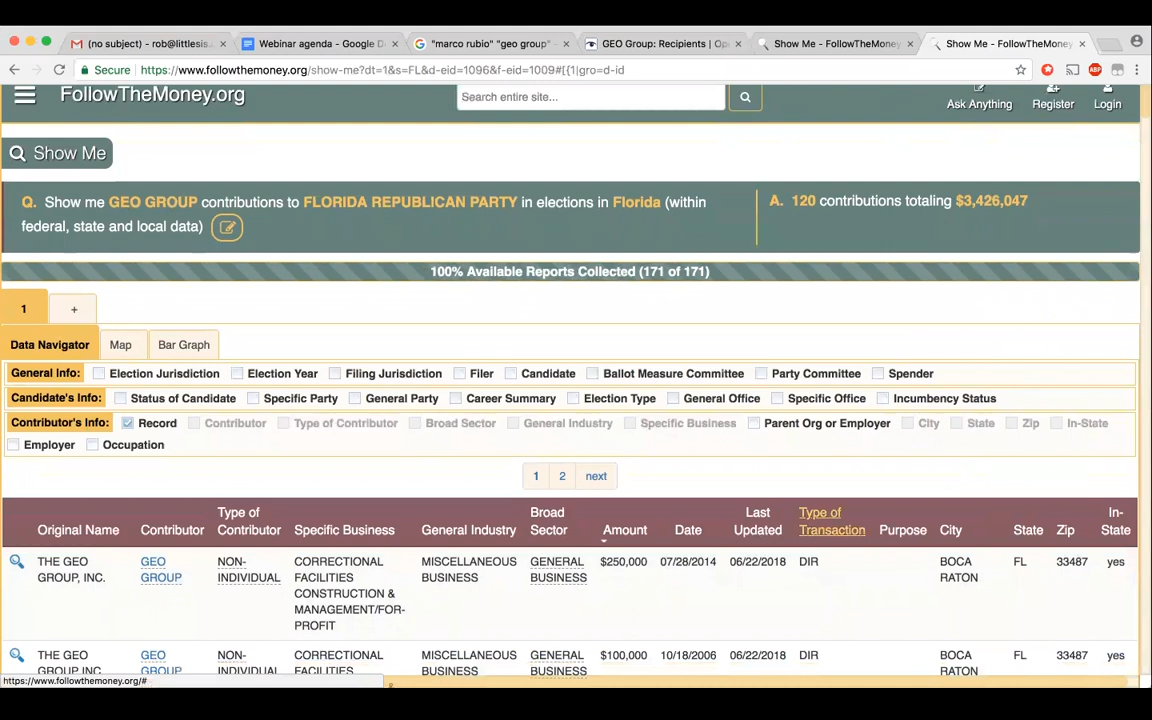 (no subject) - rob@littlesis.
Webinar agenda - Google D
"marco rubio" "geo group" -
GEO Group: Recipients | Op
Show Me - FollowTheMoney
Show Me - FollowTheMoney
Secure
https://www.followthemoney.org/show-me?dt=1&s=FL&d-eid=1096&f-eid=1009#[{1|gro=d-id
FollowTheMoney.org
Search entire site...
Ask Anything
Register
Login
Show Me
Q. Show me GEO GROUP contributions to FLORIDA REPUBLICAN PARTY in elections in Florida (within
federal, state and local data)
A. 120 contributions totaling $3,426,047
100% Available Reports Collected (171 of 171)
1
+
Data Navigator
Map
Bar Graph
General Info: Election Jurisdiction Election Year Filing Jurisdiction Filer Candidate Ballot Measure Committee Party Committee Spender
Candidate's Info: Status of Candidate Specific Party General Party Career Summary Election Type General Office Specific Office Incumbency Status
Contributor's Info: Record Contributor Type of Contributor Broad Sector General Industry Specific Business Parent Org or Employer City State Zip In-State
Employer Occupation
1 2 next
Original Name
Contributor
Type of
Contributor
Specific Business
General Industry
Broad
Sector
Amount
Date
Last
Updated
Type of
Transaction
Purpose
City
State
Zip
In-
State
THE GEO
GROUP, INC.
GEO
GROUP
NON-
INDIVIDUAL
CORRECTIONAL
FACILITIES
CONSTRUCTION &
MANAGEMENT/FOR-
PROFIT
MISCELLANEOUS
BUSINESS
GENERAL
BUSINESS
$250,000
07/28/2014
06/22/2018
DIR
BOCA
RATON
FL
33487
yes
THE GEO
GROUP INC
GEO
GROUP
NON-
INDIVIDUAL
CORRECTIONAL
FACILITIES
MISCELLANEOUS
BUSINESS
GENERAL
BUSINESS
$100,000
10/18/2006
06/22/2018
DIR
BOCA
RATON
FL
33487
yes
https://www.followthemoney.org/#
&